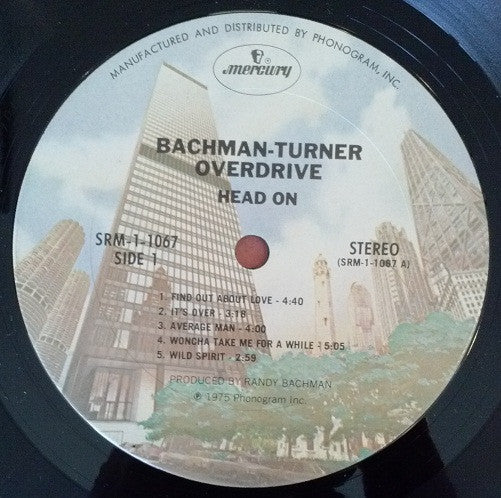 MANUFACTURED AND DISTRIBUTED BY PHONOGRAM, INC.
mercury
BACHMAN-TURNER
OVERDRIVE
HEAD ON
SRM-1-1067
SIDE 1
STEREO
(SRM-1-1067 A)
1. FIND OUT ABOUT LOVE - 4:40
2. IT'S OVER - 3:18
3. AVERAGE MAN - 4:00
4. WONCHA TAKE ME FOR A WHILE - 5:05
5. WILD SPIRIT - 2:59
PRODUCED BY RANDY BACHMAN
℗ 1975 Phonogram Inc.